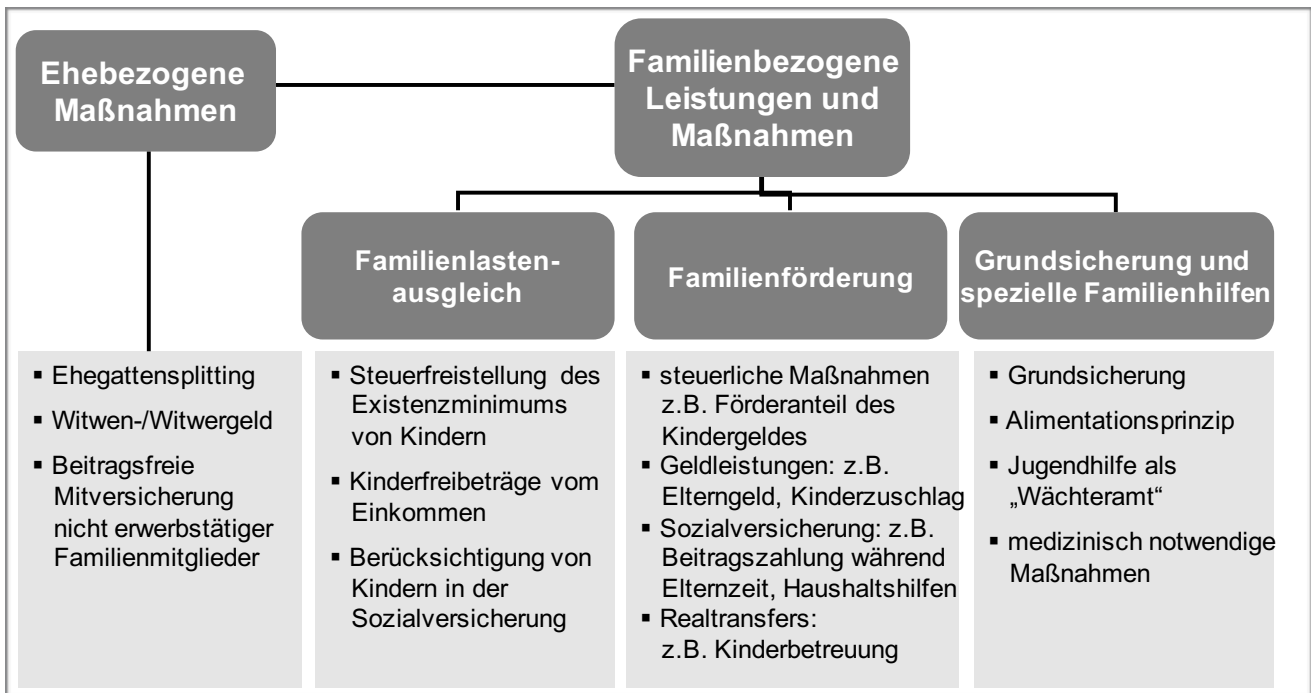 Ehebezogene
Maßnahmen
Familienbezogene
Leistungen und
Maßnahmen
Familienlasten-
ausgleich
Familienförderung
Grundsicherung und
spezielle Familienhilfen
▪ Ehegattensplitting
▪ Witwen-/Witwergeld
▪ Beitragsfreie
Mitversicherung
nicht erwerbstätiger
Familienmitglieder
▪ Steuerfreistellung des
Existenzminimums
von Kindern
▪ Kinderfreibeträge vom
Einkommen
▪ Berücksichtigung von
Kindern in der
Sozialversicherung
▪ steuerliche Maßnahmen
z.B. Förderanteil des
Kindergeldes
▪ Geldleistungen: z.B.
Elterngeld, Kinderzuschlag
▪ Sozialversicherung: z.B.
Beitragszahlung während
Elternzeit, Haushaltshilfen
▪ Realtransfers:
z.B. Kinderbetreuung
▪ Grundsicherung
▪ Alimentationsprinzip
▪ Jugendhilfe als
„Wächteramt“
▪ medizinisch notwendige
Maßnahmen